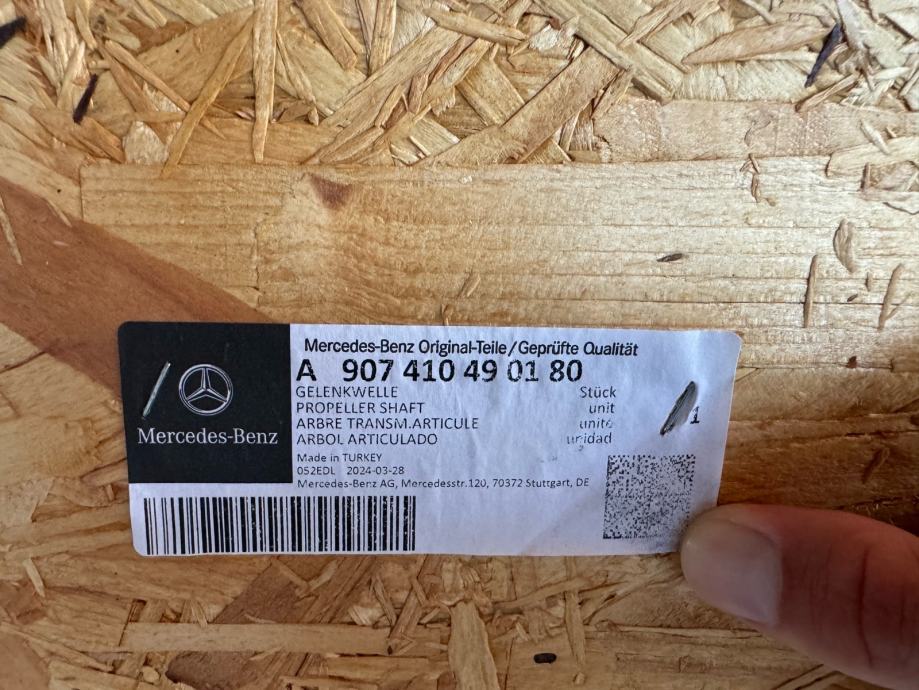 Mercedes-Benz Original-Teile/Geprüfte Qualität
A 907 410 49 01 80
GELENKWELLE Stück
PROPELLER SHAFT unit
ARBRE TRANSM.ARTICULE unité 1
ARBOL ARTICULADO unidad
Mercedes-Benz
Made in TURKEY
052EDL 2024-03-28
Mercedes-Benz AG, Mercedesstr.120, 70372 Stuttgart, DE